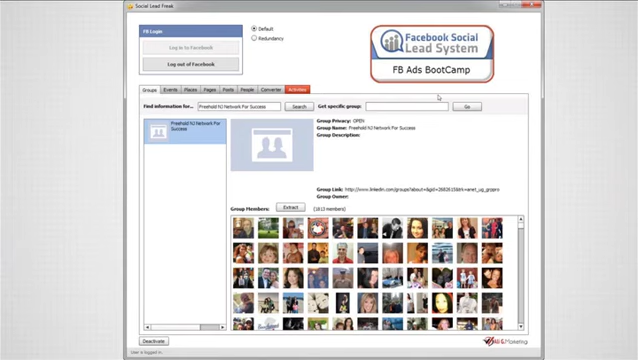 Social Lead Freak
FB Login
Log in to Facebook
Log out of Facebook
Default
Redundancy
Facebook Social
Lead System
FB Ads BootCamp
Groups Events Places Pages Posts People Converter Activities
Find information for... Freehold NJ Network For Success Search Get specific group: Go
Freehold NJ Network For
Success
Group Privacy: OPEN
Group Name: Freehold NJ Network For Success
Group Description:
Group Link:
Group Owner:
Group Members: Extract (1813 members)
Deactivate
Marketing
User is logged in.